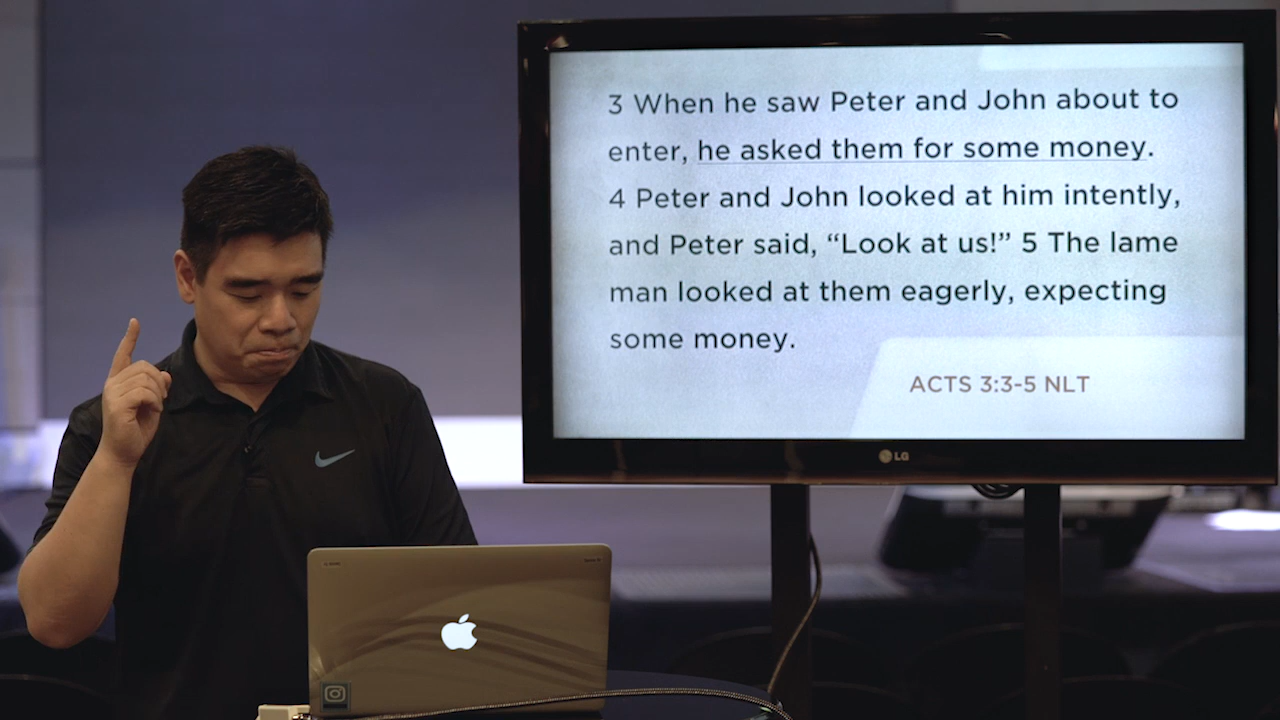 3 When he saw Peter and John about to
enter, he asked them for some money.
4 Peter and John looked at him intently,
and Peter said, “Look at us!” 5 The lame
man looked at them eagerly, expecting
some money.
ACTS 3:3-5 NLT
LG